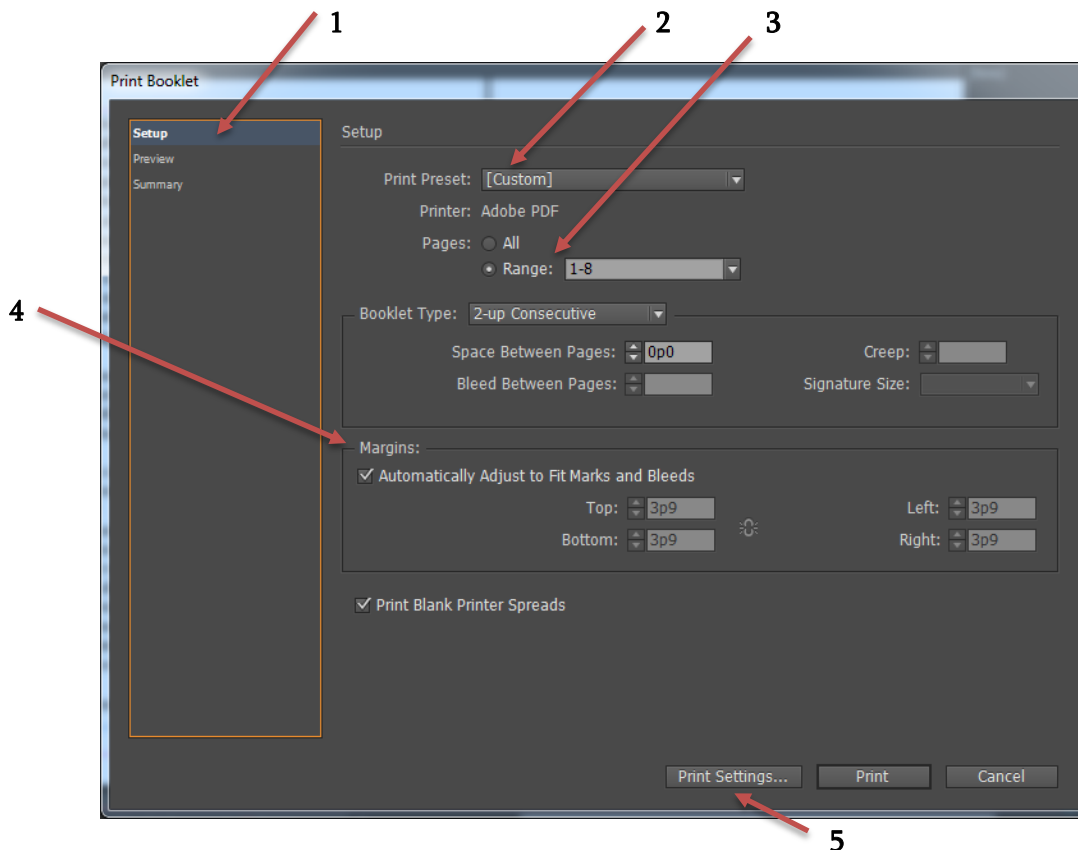 1
2
3
Print Booklet
Setup
Preview
Summary
Setup
Print Preset: [Custom]
Printer: Adobe PDF
Pages: All
Range: 1-8
4
Booklet Type: 2-up Consecutive
Space Between Pages: 0p0
Creep:
Bleed Between Pages:
Signature Size:
Margins:
Automatically Adjust to Fit Marks and Bleeds
Top: 3p9
Left: 3p9
Bottom: 3p9
Right: 3p9
Print Blank Printer Spreads
Print Settings...
Print
Cancel
5